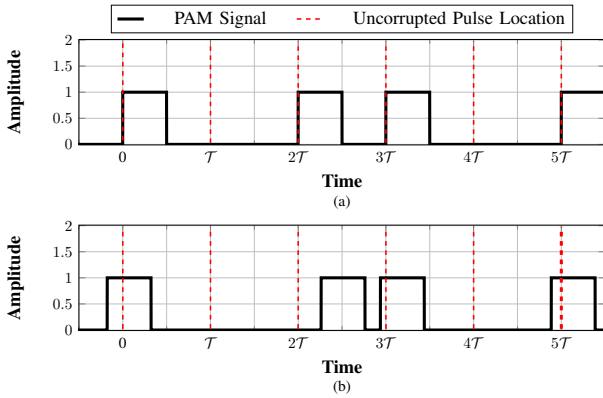 PAM Signal Uncorrupted Pulse Location
2
1.5
1
0.5
0
Amplitude
0 𝒯 2𝒯 3𝒯 4𝒯 5𝒯
Time
(a)
2
1.5
1
0.5
0
Amplitude
0 𝒯 2𝒯 3𝒯 4𝒯 5𝒯
Time
(b)